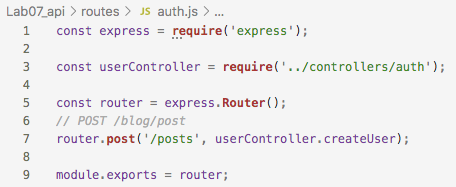 Lab07_api > routes > JS auth.js > ...
1 const express = require('express');
2
3 const userController = require('../controllers/auth');
4
5 const router = express.Router();
6 // POST /blog/post
7 router.post('/posts', userController.createUser);
8
9 module.exports = router;